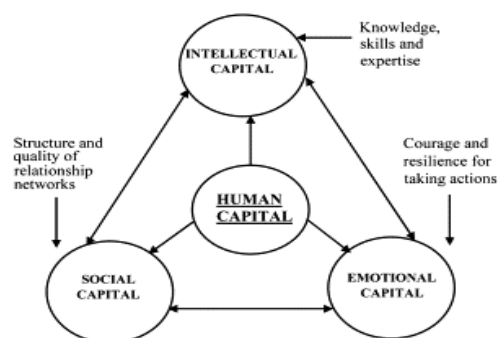 INTELLECTUAL
CAPITAL
Knowledge,
skills and
expertise
Structure and
quality of
relationship
networks
Courage and
resilience for
taking actions
HUMAN
CAPITAL
SOCIAL
CAPITAL
EMOTIONAL
CAPITAL